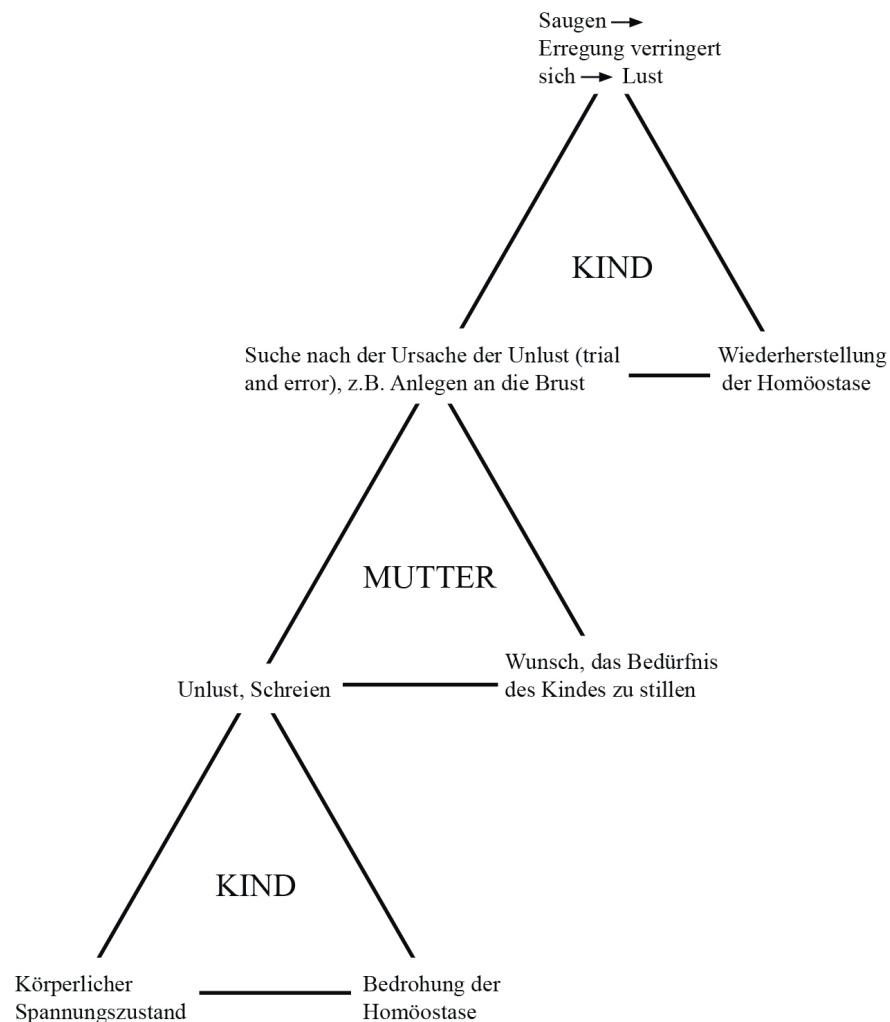 Saugen →
Erregung verringert
sich → Lust
KIND
Suche nach der Ursache der Unlust (trial
and error), z.B. Anlegen an die Brust
Wiederherstellung
der Homöostase
MUTTER
Wunsch, das Bedürfnis
des Kindes zu stillen
Unlust, Schreien
KIND
Körperlicher
Spannungszustand
Bedrohung der
Homöostase